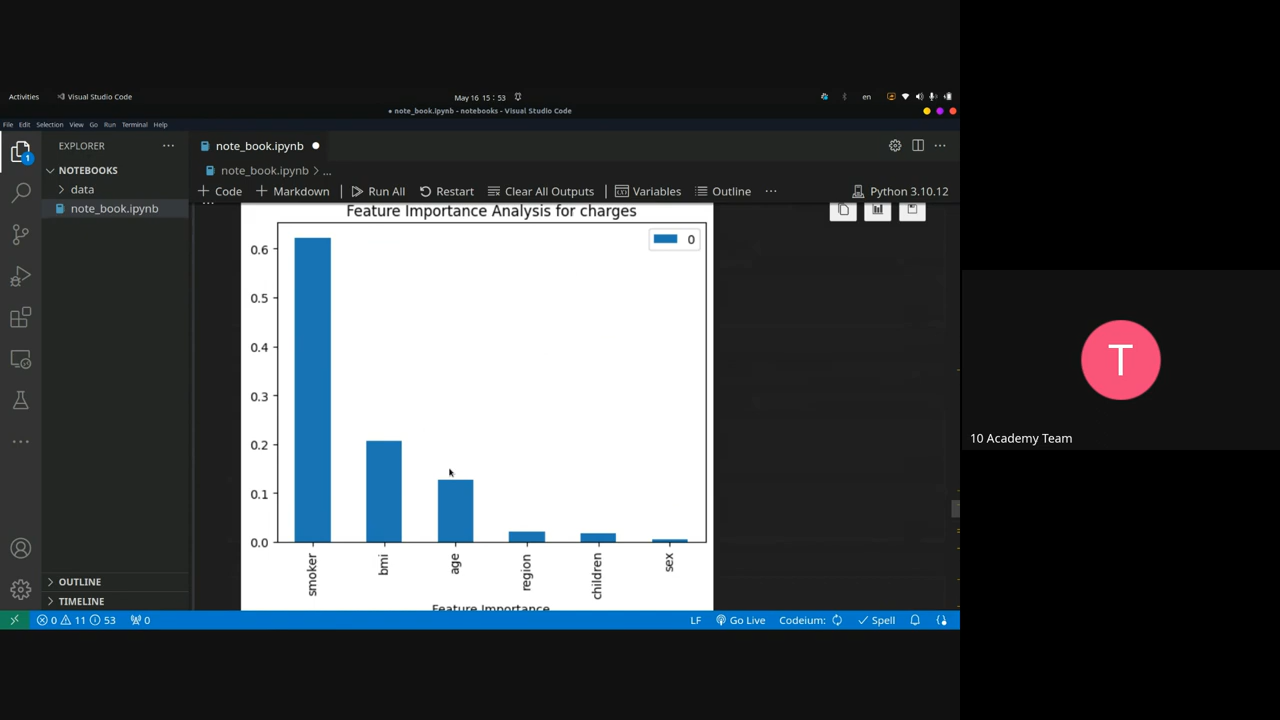 Activities Visual Studio Code May 16 15:53 en
● note_book.ipynb - notebooks - Visual Studio Code
File Edit Selection View Go Run Terminal Help
EXPLORER ···
NOTEBOOKS
data
note_book.ipynb
OUTLINE
TIMELINE
1
note_book.ipynb ●
note_book.ipynb > ...
+ Code + Markdown Run All Restart Clear All Outputs Variables Outline ··· Python 3.10.12
Feature Importance Analysis for charges
0
0.6
0.5
0.4
0.3
0.2
0.1
0.0
smoker
bmi
age
region
children
sex
Feature Importance
0 11 53 0 LF Go Live Codeium: Spell
T
10 Academy Team